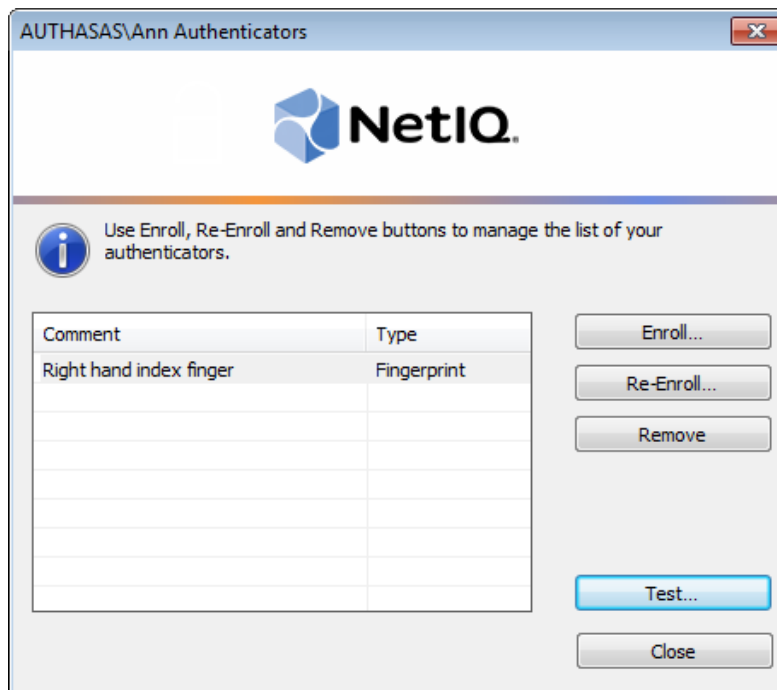 AUTHASAS\Ann Authenticators
NetIQ.
Use Enroll, Re-Enroll and Remove buttons to manage the list of your
authenticators.
Comment Type
Right hand index finger Fingerprint
Enroll...
Re-Enroll...
Remove
Test...
Close